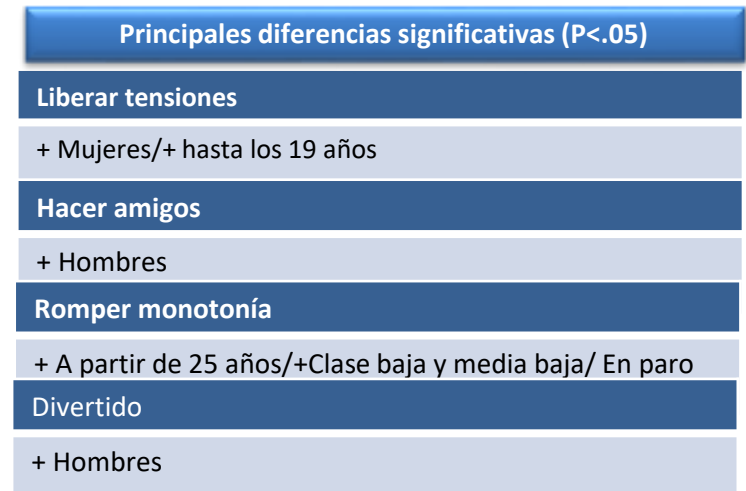 Principales diferencias significativas (P<.05)
Liberar tensiones
+ Mujeres/+ hasta los 19 años
Hacer amigos
+ Hombres
Romper monotonía
+ A partir de 25 años/+Clase baja y media baja/ En paro
Divertido
+ Hombres